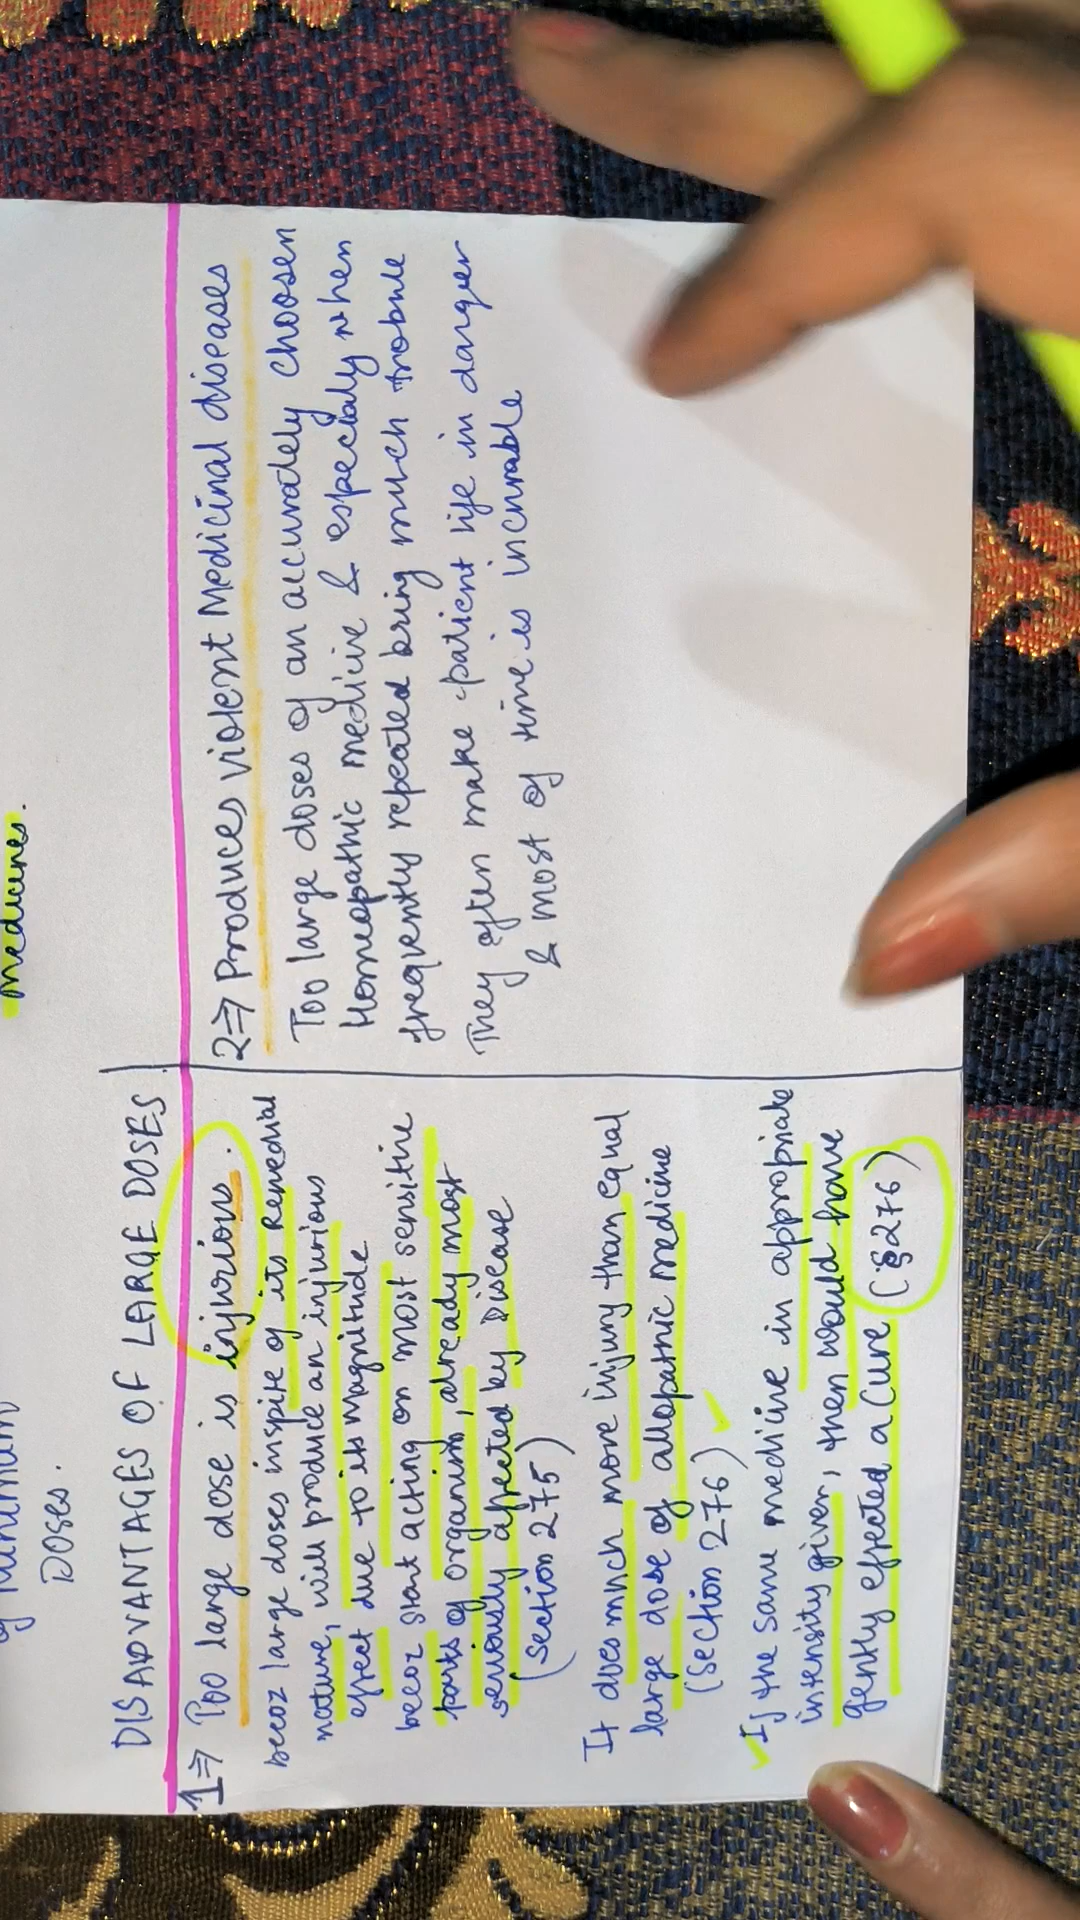 medicines.
Doses.
DISADVANTAGES OF LARGE DOSES
1⇒ Too large dose is injurious.
becoz large doses inspite of its Remedial
nature, will produce an injurious
effect due to its magnitude
becoz start acting on most sensitive
parts of organism, already most
seriously affected by Disease
(Section 275)
It does much more injury than equal
large dose of allopathic medicine
(Section 276) ✓
✓ If the same medicine in appropriate
intensity given, then would have
gently effected a Cure (§276)
2⇒ Produces violent Medicinal diseases
Too large doses of an accurately choosen
Homeopathic medicine & especialy when
frequently repeated bring much trobule
They often make patient life in danger
& most of time is incurable